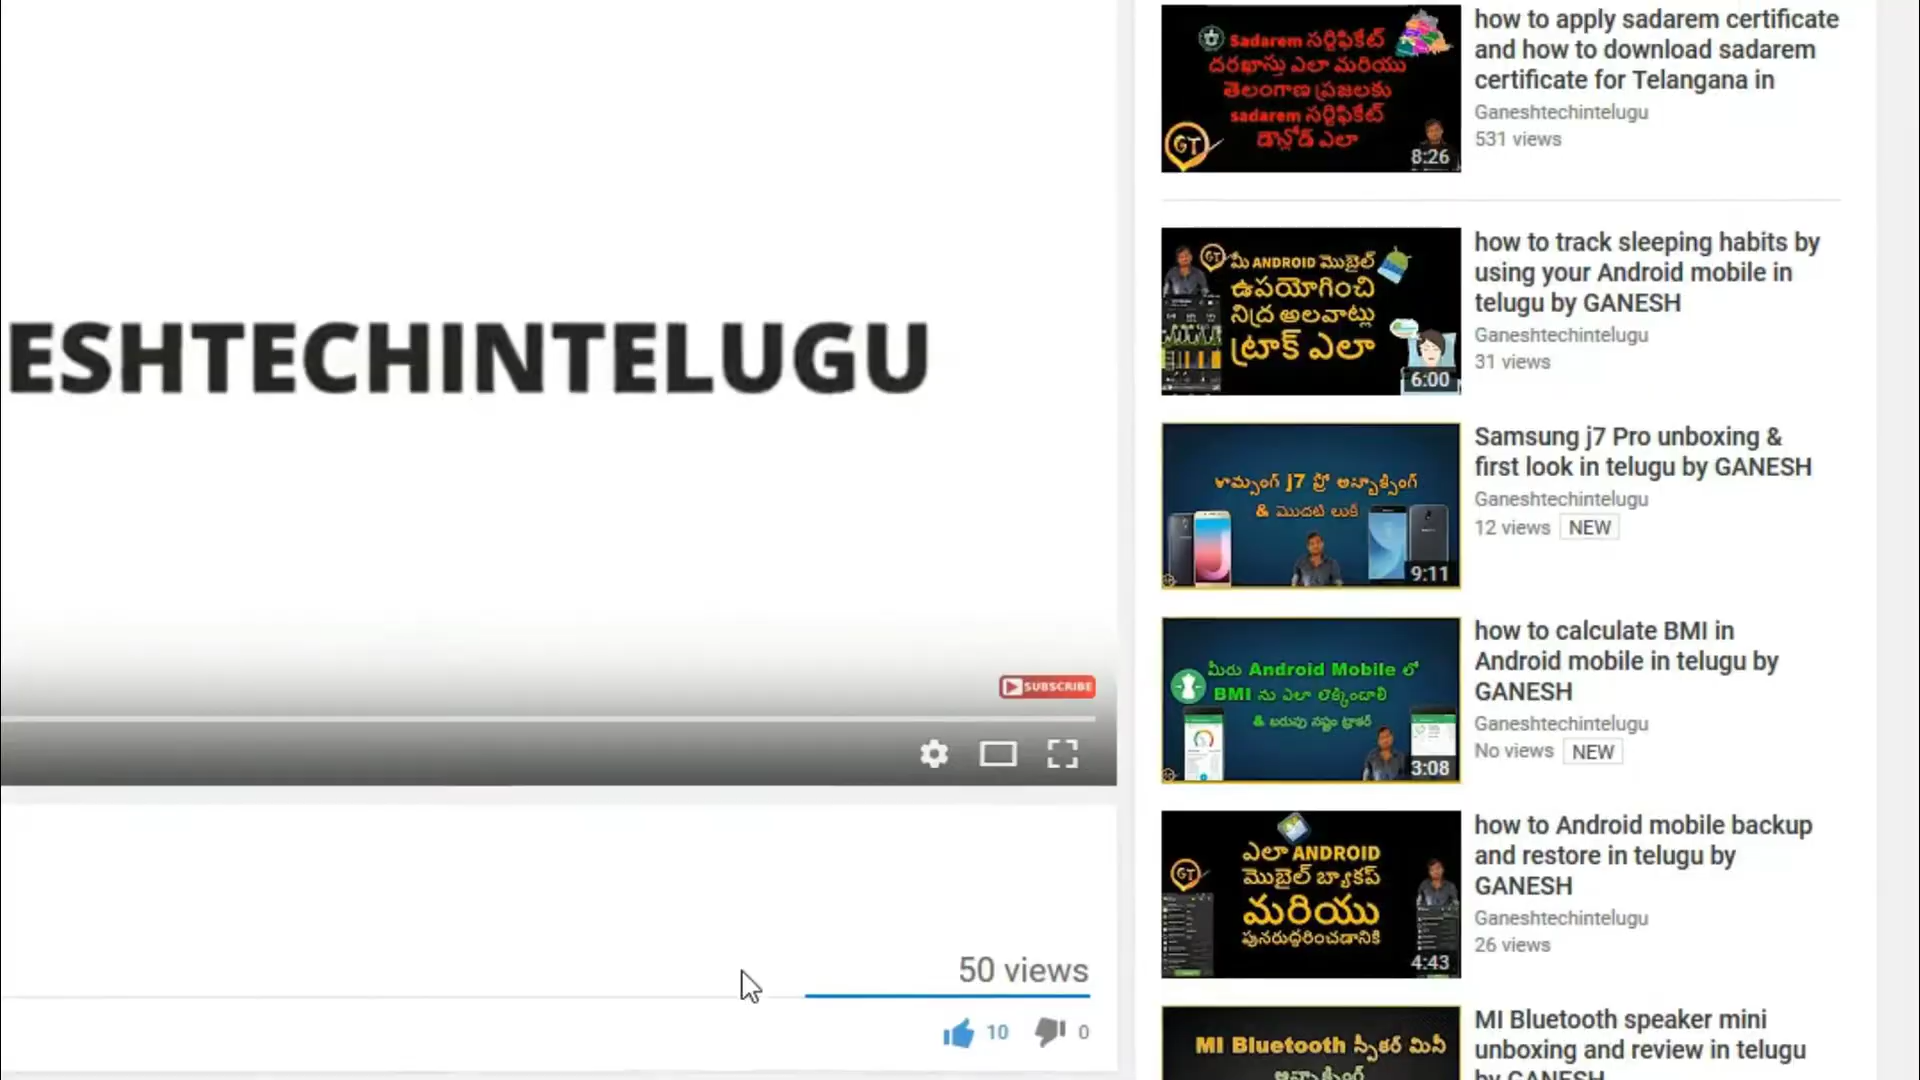 ESHTECHINTELUGU
SUBSCRIBE
50 views
10
0
Sadarem సర్టిఫికేట్
దరఖాస్తు ఎలా మరియు
తెలంగాణ ప్రజలకు
sadarem సర్టిఫికేట్
డౌన్లోడ్ ఎలా
GT
8:26
how to apply sadarem certificate
and how to download sadarem
certificate for Telangana in
Ganeshtechintelugu
531 views
GT
మీ ANDROID మొబైల్
ఉపయోగించి
నిద్ర అలవాట్లు
ట్రాక్ ఎలా
6:00
how to track sleeping habits by
using your Android mobile in
telugu by GANESH
Ganeshtechintelugu
31 views
శామ్సంగ్ j7 ప్రో అన్బాక్సింగ్
& మొదటి లుక్
9:11
Samsung j7 Pro unboxing &
first look in telugu by GANESH
Ganeshtechintelugu
12 views NEW
మీరు Android Mobile లో
BMI ను ఎలా లెక్కించాలి
& బరువు నష్టం ట్రాకర్
3:08
how to calculate BMI in
Android mobile in telugu by
GANESH
Ganeshtechintelugu
No views NEW
ఎలా ANDROID
మొబైల్ బ్యాకప్
మరియు
పునరుద్ధరించడానికి
GT
4:43
how to Android mobile backup
and restore in telugu by
GANESH
Ganeshtechintelugu
26 views
MI Bluetooth స్పీకర్ మినీ
MI Bluetooth speaker mini
unboxing and review in telugu
by GANESH